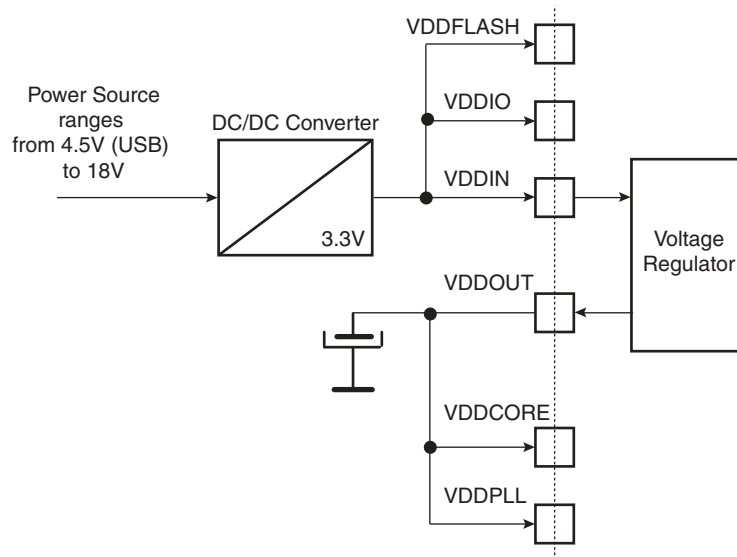 VDDFLASH
Power Source
ranges
from 4.5V (USB)
to 18V
DC/DC Converter
VDDIO
VDDIN
3.3V
Voltage
Regulator
VDDOUT
VDDCORE
VDDPLL